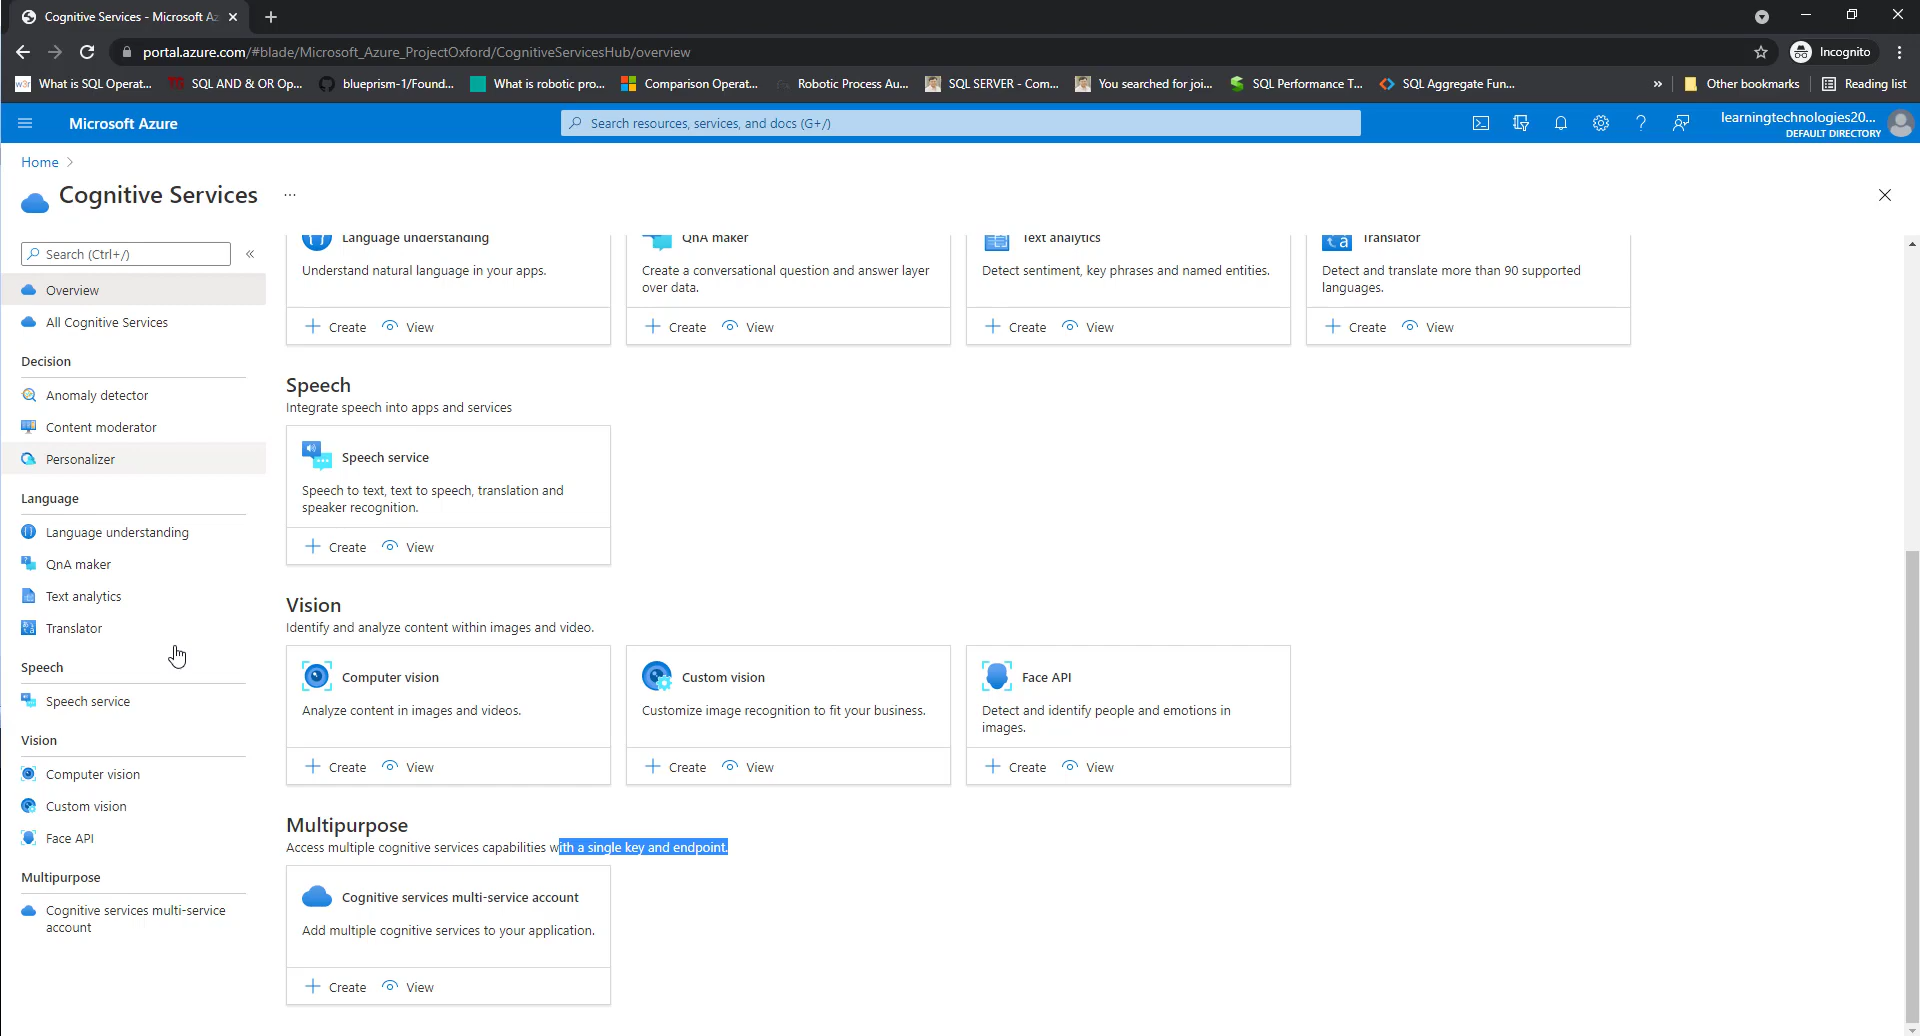 Cognitive Services - Microsoft Az
portal.azure.com/#blade/Microsoft_Azure_ProjectOxford/CognitiveServicesHub/overview
Incognito
w3r What is SQL Operat...
SQL AND & OR Op...
blueprism-1/Found...
What is robotic pro...
Comparison Operat...
Robotic Process Au...
SQL SERVER - Com...
You searched for joi...
SQL Performance T...
SQL Aggregate Fun...
»
Other bookmarks
Reading list
Microsoft Azure
Search resources, services, and docs (G+/)
learningtechnologies20...
DEFAULT DIRECTORY
Home >
Cognitive Services ...
Search (Ctrl+/) «
Overview
All Cognitive Services
Decision
Anomaly detector
Content moderator
Personalizer
Language
Language understanding
QnA maker
Text analytics
Translator
Speech
Speech service
Vision
Computer vision
Custom vision
Face API
Multipurpose
Cognitive services multi-service
account
Language understanding
Understand natural language in your apps.
+ Create View
QnA maker
Create a conversational question and answer layer
over data.
+ Create View
Text analytics
Detect sentiment, key phrases and named entities.
+ Create View
Translator
Detect and translate more than 90 supported
languages.
+ Create View
Speech
Integrate speech into apps and services
Speech service
Speech to text, text to speech, translation and
speaker recognition.
+ Create View
Vision
Identify and analyze content within images and video.
Computer vision
Analyze content in images and videos.
+ Create View
Custom vision
Customize image recognition to fit your business.
+ Create View
Face API
Detect and identify people and emotions in
images.
+ Create View
Multipurpose
Access multiple cognitive services capabilities with a single key and endpoint.
Cognitive services multi-service account
Add multiple cognitive services to your application.
+ Create View